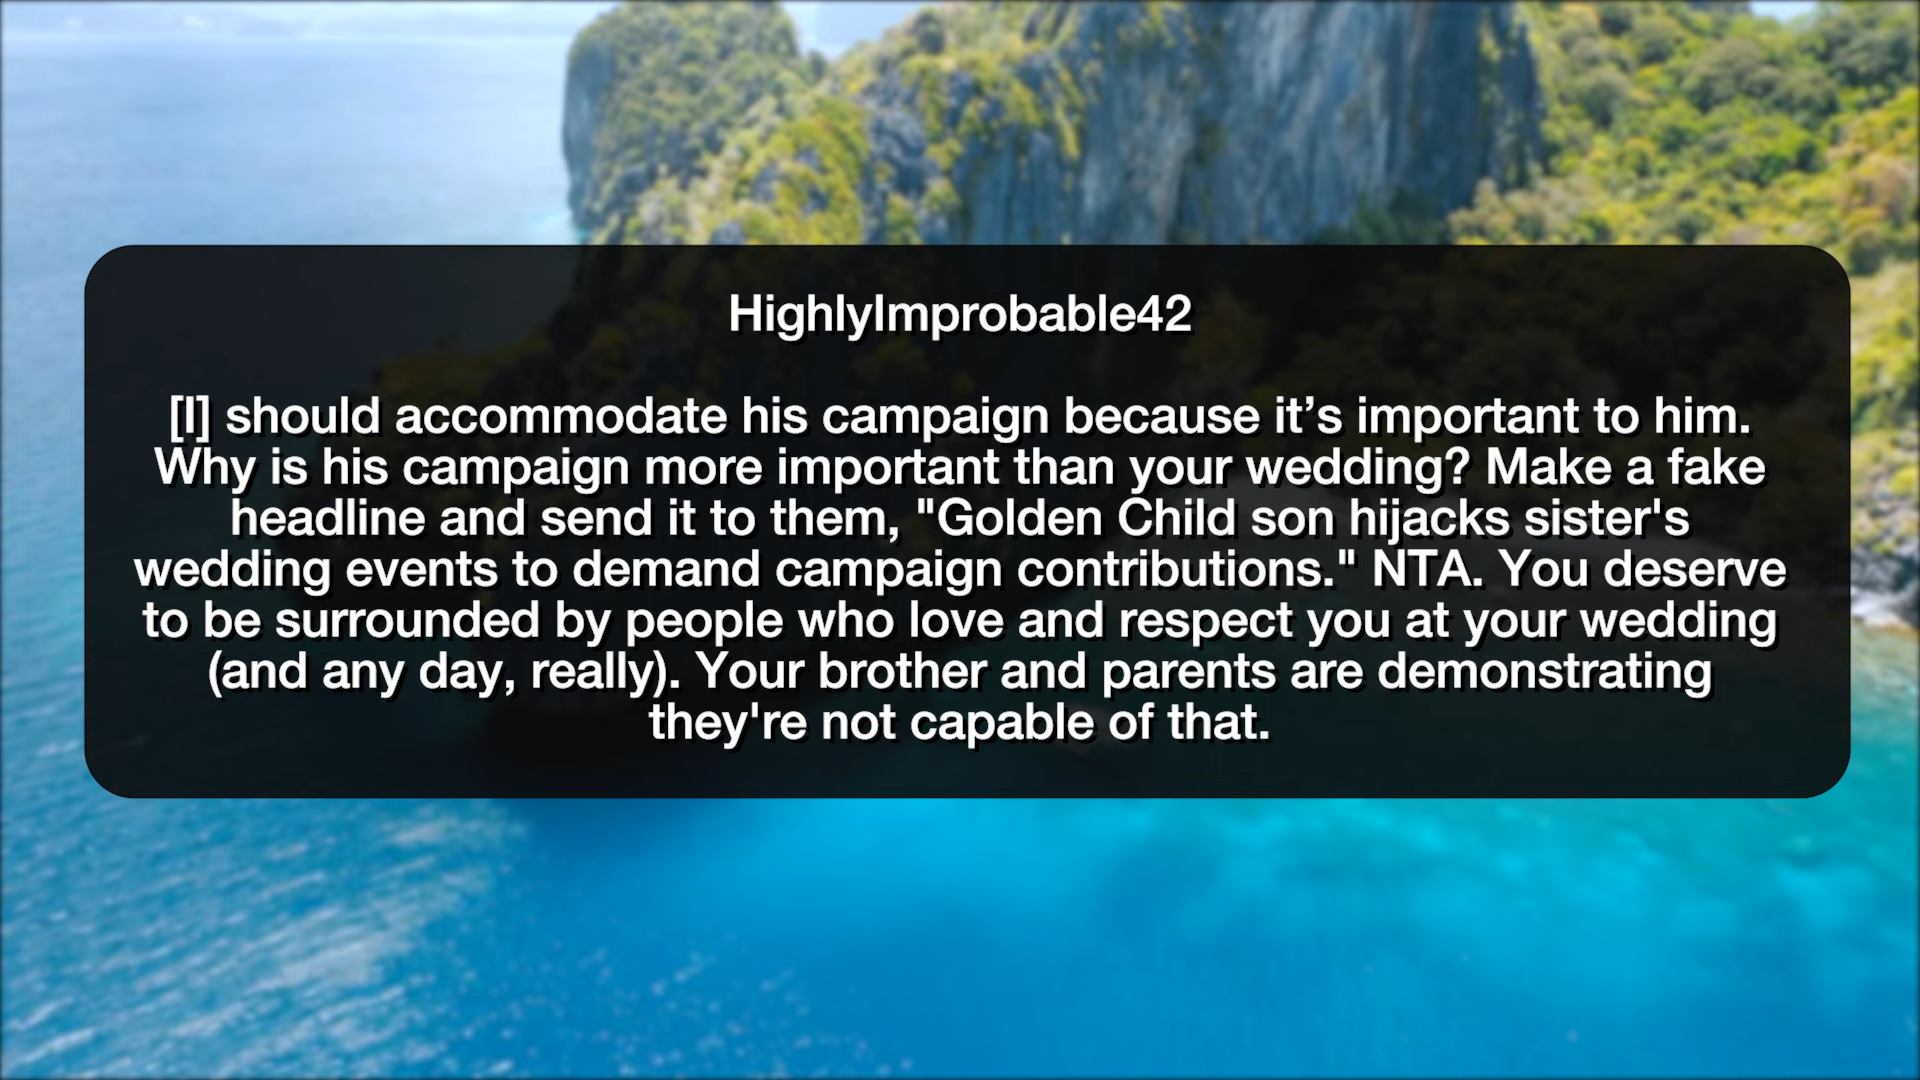 HighlyImprobable42
[I] should accommodate his campaign because it’s important to him.
Why is his campaign more important than your wedding? Make a fake
headline and send it to them, "Golden Child son hijacks sister's
wedding events to demand campaign contributions." NTA. You deserve
to be surrounded by people who love and respect you at your wedding
(and any day, really). Your brother and parents are demonstrating
they're not capable of that.